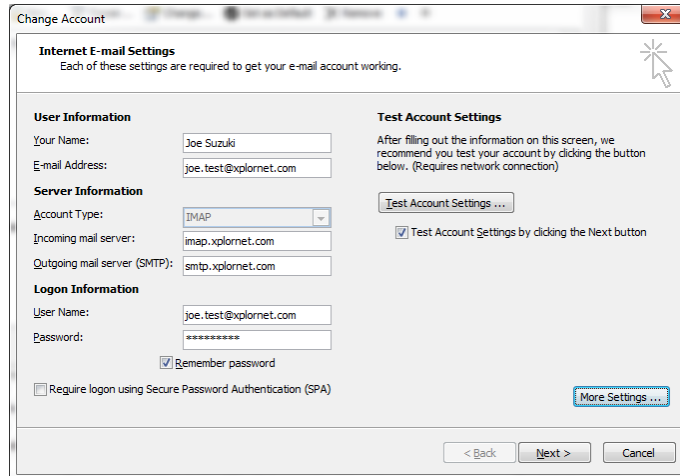 Change Account
Internet E-mail Settings
Each of these settings are required to get your e-mail account working.
User Information
Your Name:
Joe Suzuki
E-mail Address:
joe.test@xplornet.com
Server Information
Account Type:
IMAP
Incoming mail server:
imap.xplornet.com
Outgoing mail server (SMTP):
smtp.xplornet.com
Logon Information
User Name:
joe.test@xplornet.com
Password:
*********
Remember password
Require logon using Secure Password Authentication (SPA)
Test Account Settings
After filling out the information on this screen, we
recommend you test your account by clicking the button
below. (Requires network connection)
Test Account Settings ...
Test Account Settings by clicking the Next button
More Settings ...
< Back
Next >
Cancel